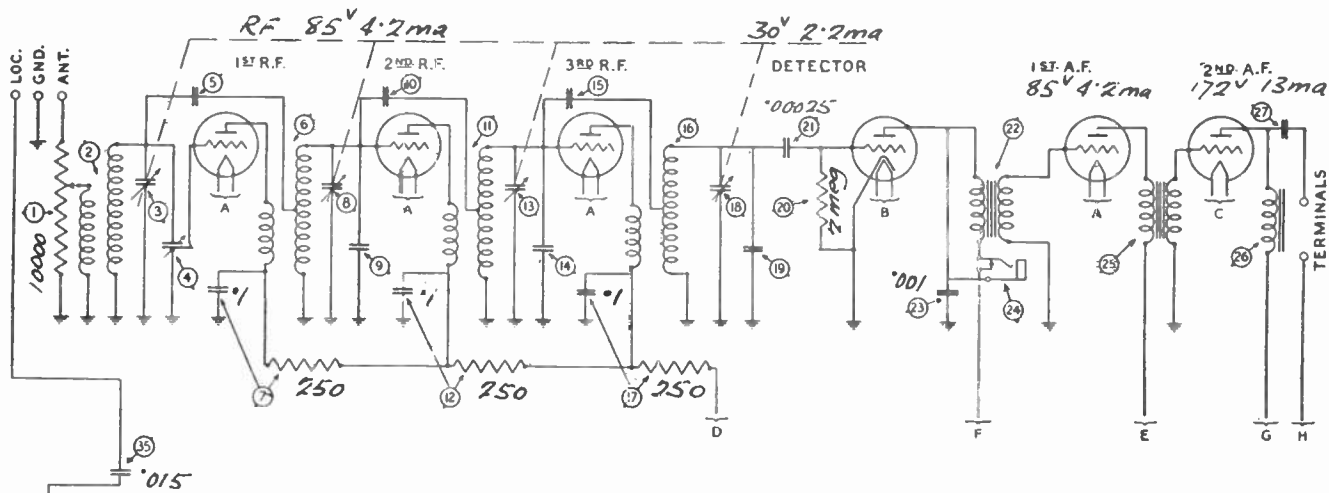 LOC.
GND.
ANT.
RF 85V 4.2ma
30V 2.2ma
1ST R.F.
2ND R.F.
3RD R.F.
DETECTOR
1ST. A.F.
85V 4.2ma
2ND. A.F.
172V 13ma
.00025
5
10
15
21
27
2
6
11
16
22
1
3
8
13
18
20
2 meg
10000
4
9
14
19
A
A
A
B
A
C
25
26
TERMINALS
.1
.1
.1
.001
23
24
7
250
12
250
17
250
D
F
E
G
H
35
.015